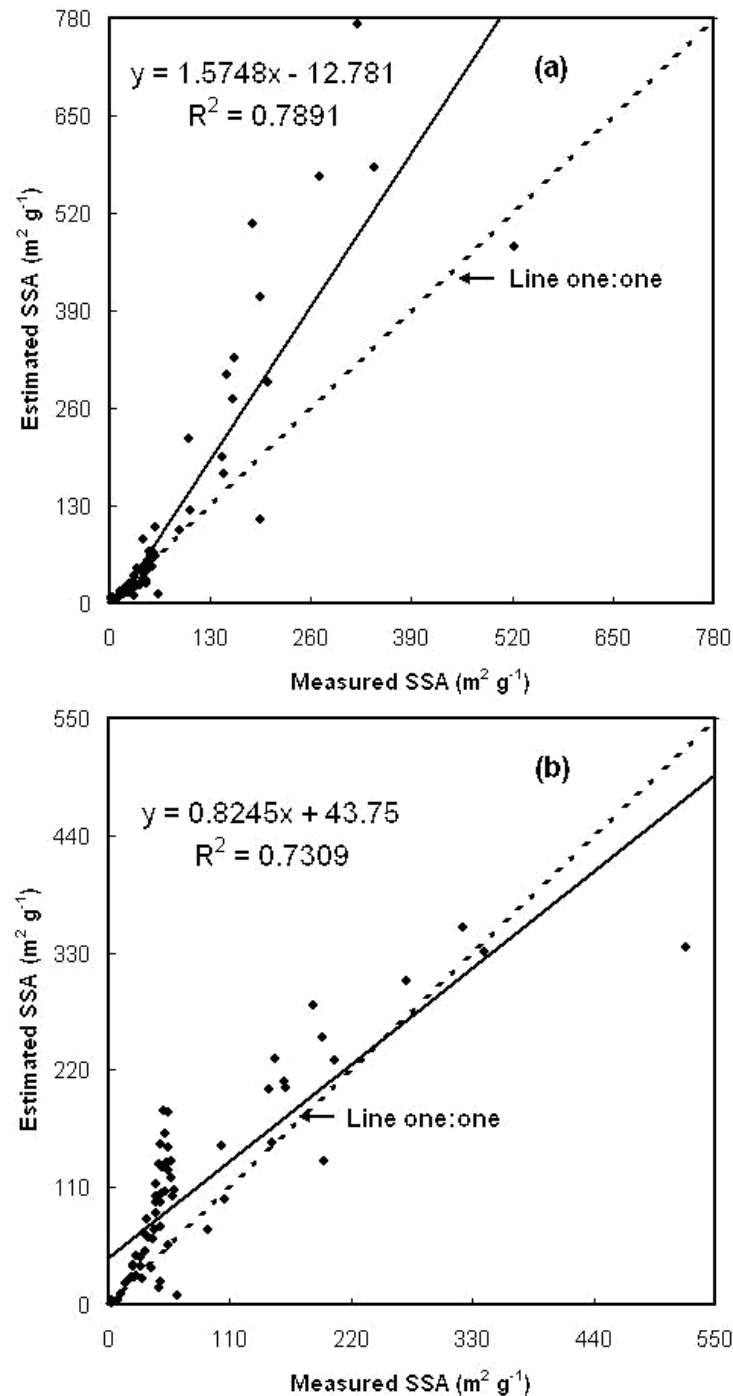 780
650
520
390
260
130
0
Estimated SSA (m² g⁻¹)
y = 1.5748x - 12.781
R² = 0.7891
(a)
Line one:one
0 130 260 390 520 650 780
Measured SSA (m² g⁻¹)
550
440
330
220
110
0
Estimated SSA (m² g⁻¹)
y = 0.8245x + 43.75
R² = 0.7309
(b)
Line one:one
0 110 220 330 440 550
Measured SSA (m² g⁻¹)